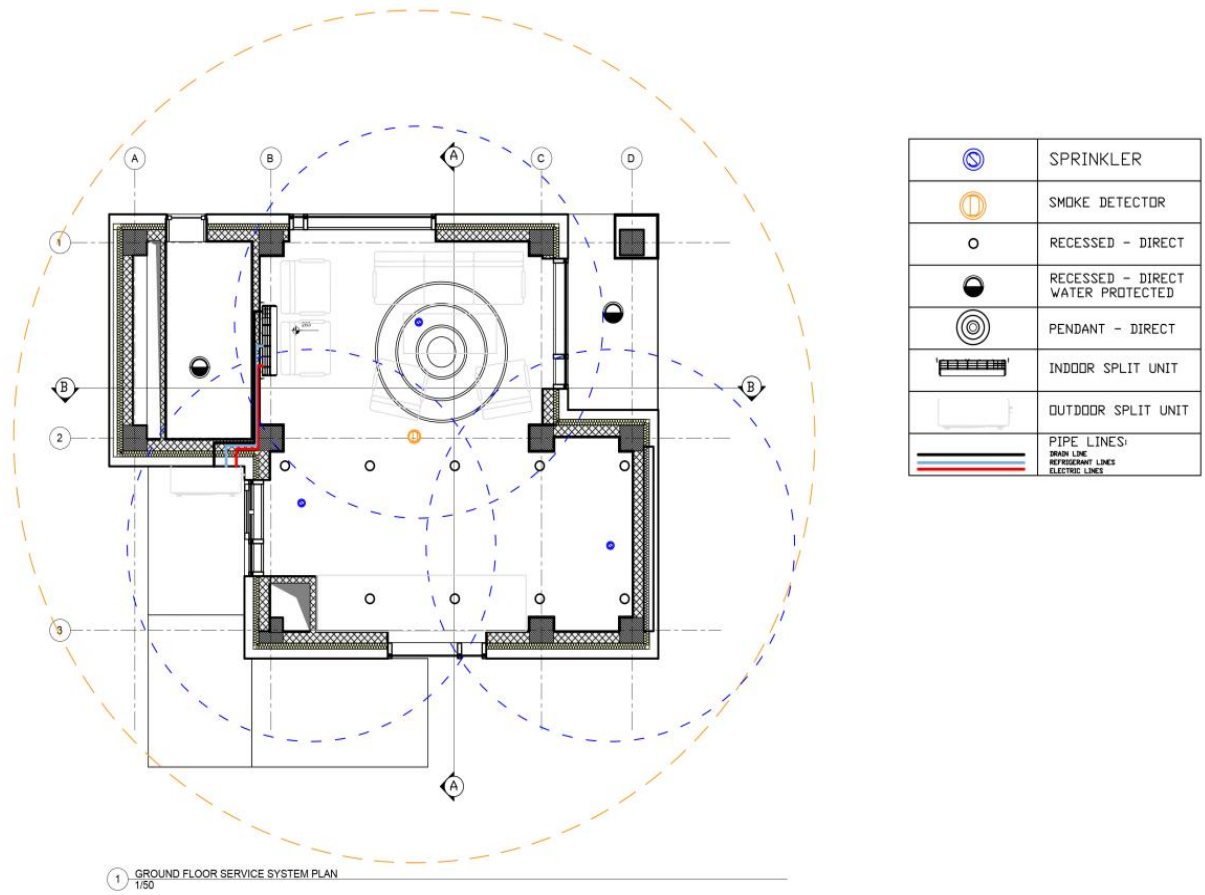 A
B
A
C
D
1
B
B
2
3
A
1 GROUND FLOOR SERVICE SYSTEM PLAN
1/50
SPRINKLER
SMOKE DETECTOR
RECESSED - DIRECT
RECESSED - DIRECT
WATER PROTECTED
PENDANT - DIRECT
INDOOR SPLIT UNIT
OUTDOOR SPLIT UNIT
PIPE LINES:
DRAIN LINE
REFRIGERANT LINES
ELECTRIC LINES